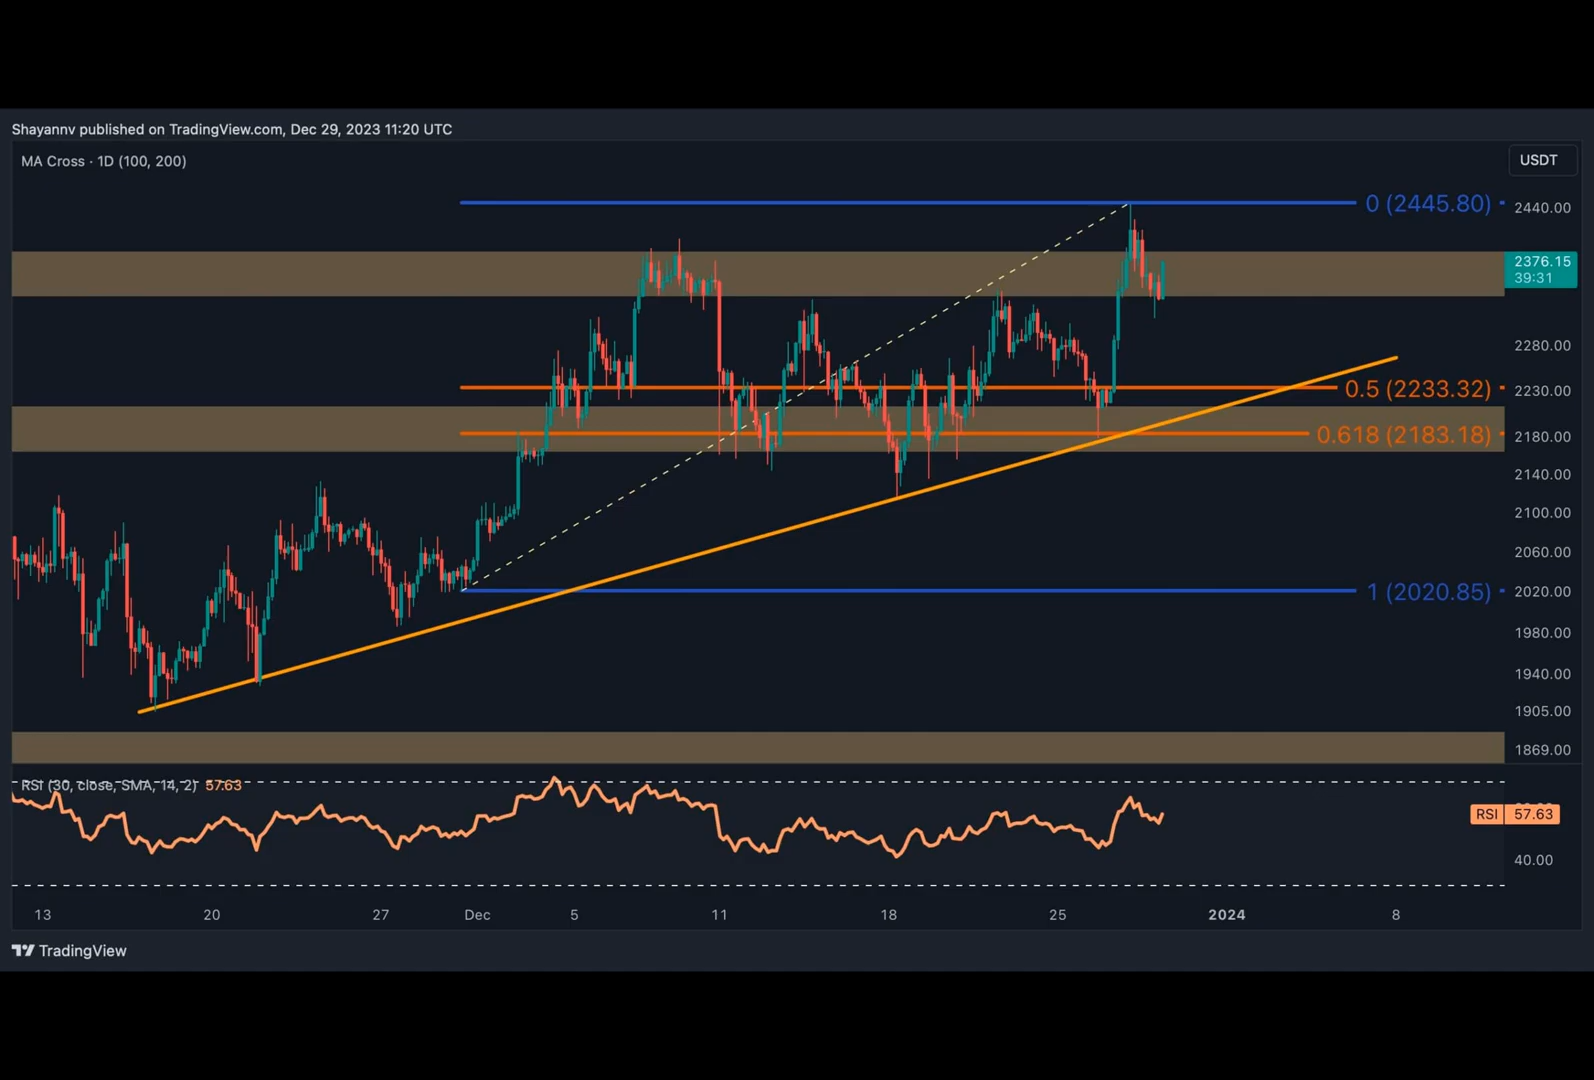 Shayannv published on TradingView.com, Dec 29, 2023 11:20 UTC
MA Cross · 1D (100, 200)
USDT
0 (2445.80)
2440.00
2376.15
39:31
2280.00
0.5 (2233.32)
2230.00
0.618 (2183.18)
2180.00
2140.00
2100.00
2060.00
1 (2020.85)
2020.00
1980.00
1940.00
1905.00
1869.00
RSI (30, close, SMA, 14, 2) 57.63
RSI 57.63
40.00
13 20 27 Dec 5 11 18 25 2024 8
TradingView